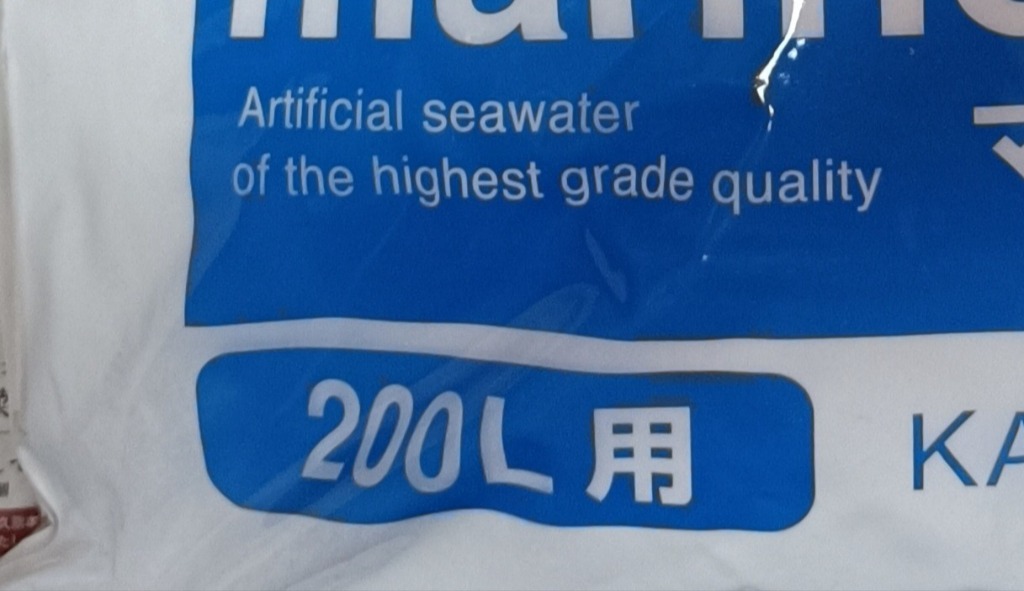 Artificial seawater
of the highest grade quality
200L用
KA